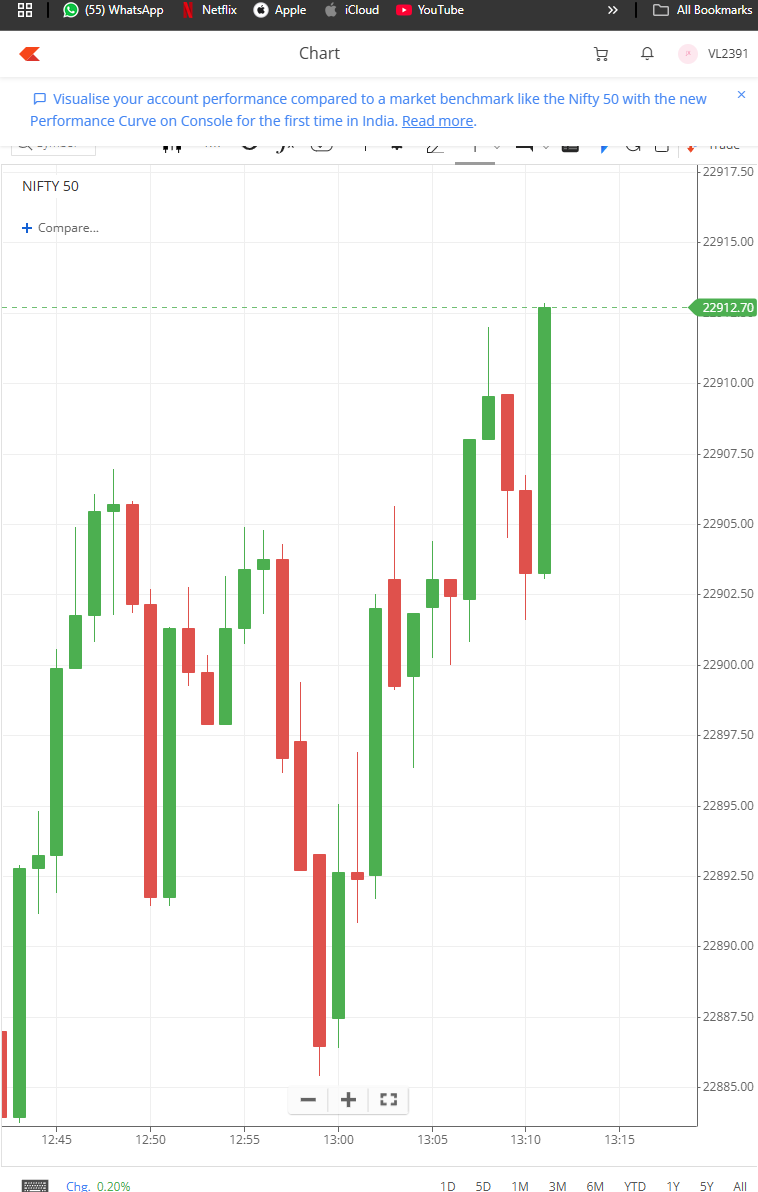 (55) WhatsApp Netflix Apple iCloud YouTube » All Bookmarks
Chart VL2391
Visualise your account performance compared to a market benchmark like the Nifty 50 with the new
Performance Curve on Console for the first time in India. Read more.
NIFTY 50
+ Compare...
22917.50
22915.00
22912.70
22910.00
22907.50
22905.00
22902.50
22900.00
22897.50
22895.00
22892.50
22890.00
22887.50
22885.00
12:45 12:50 12:55 13:00 13:05 13:10 13:15
Chg. 0.20% 1D 5D 1M 3M 6M YTD 1Y 5Y All